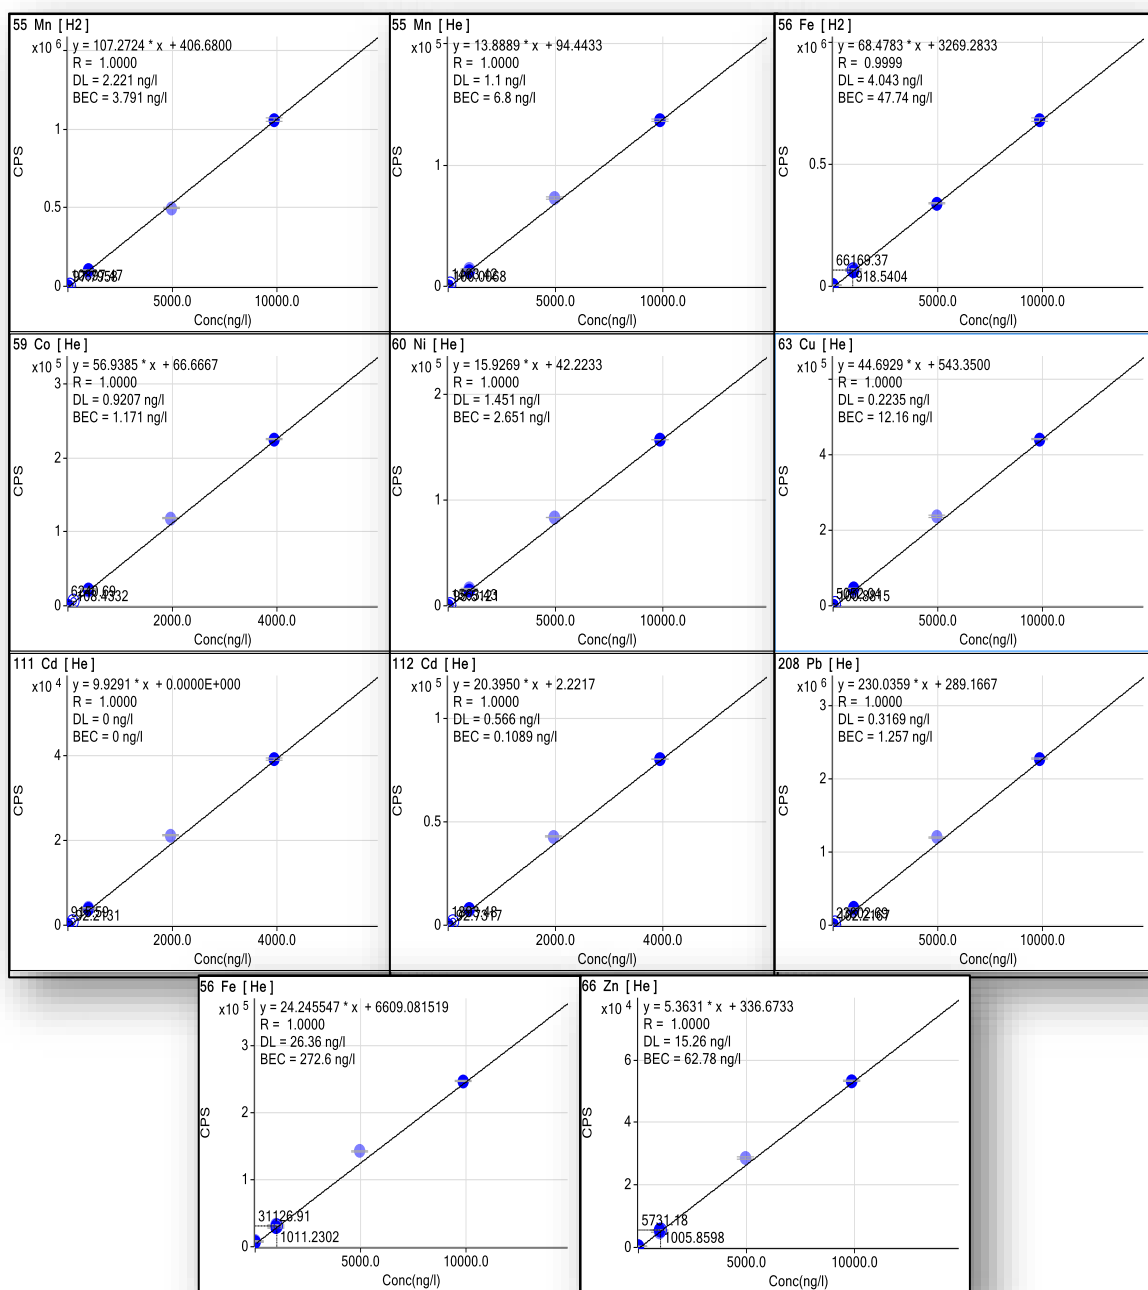 55 Mn [H2]
x10 6
y = 107.2724 * x + 406.6800
R = 1.0000
DL = 2.221 ng/l
BEC = 3.791 ng/l
CPS
1
0.5
0
5000.0 10000.0
Conc(ng/l)
55 Mn [He]
x10 5
y = 13.8889 * x + 94.4433
R = 1.0000
DL = 1.1 ng/l
BEC = 6.8 ng/l
CPS
1
0
5000.0 10000.0
Conc(ng/l)
56 Fe [H2]
x10 6
y = 68.4783 * x + 3269.2833
R = 0.9999
DL = 4.043 ng/l
BEC = 47.74 ng/l
CPS
0.5
66169.37
918.5404
0
5000.0 10000.0
Conc(ng/l)
59 Co [He]
x10 5
y = 56.9385 * x + 66.6667
R = 1.0000
DL = 0.9207 ng/l
BEC = 1.171 ng/l
CPS
3
2
1
0
2000.0 4000.0
Conc(ng/l)
60 Ni [He]
x10 5
y = 15.9269 * x + 42.2233
R = 1.0000
DL = 1.451 ng/l
BEC = 2.651 ng/l
CPS
2
1
0
5000.0 10000.0
Conc(ng/l)
63 Cu [He]
x10 5
y = 44.6929 * x + 543.3500
R = 1.0000
DL = 0.2235 ng/l
BEC = 12.16 ng/l
CPS
4
2
0
5000.0 10000.0
Conc(ng/l)
111 Cd [He]
x10 4
y = 9.9291 * x + 0.0000E+000
R = 1.0000
DL = 0 ng/l
BEC = 0 ng/l
CPS
4
2
0
2000.0 4000.0
Conc(ng/l)
112 Cd [He]
x10 5
y = 20.3950 * x + 2.2217
R = 1.0000
DL = 0.566 ng/l
BEC = 0.1089 ng/l
CPS
1
0.5
0
2000.0 4000.0
Conc(ng/l)
208 Pb [He]
x10 6
y = 230.0359 * x + 289.1667
R = 1.0000
DL = 0.3169 ng/l
BEC = 1.257 ng/l
CPS
3
2
1
0
5000.0 10000.0
Conc(ng/l)
56 Fe [He]
x10 5
y = 24.245547 * x + 6609.081519
R = 1.0000
DL = 26.36 ng/l
BEC = 272.6 ng/l
CPS
3
2
1
31126.91
1011.2302
0
5000.0 10000.0
Conc(ng/l)
66 Zn [He]
x10 4
y = 5.3631 * x + 336.6733
R = 1.0000
DL = 15.26 ng/l
BEC = 62.78 ng/l
CPS
6
4
2
5731.18
1005.8598
0
5000.0 10000.0
Conc(ng/l)